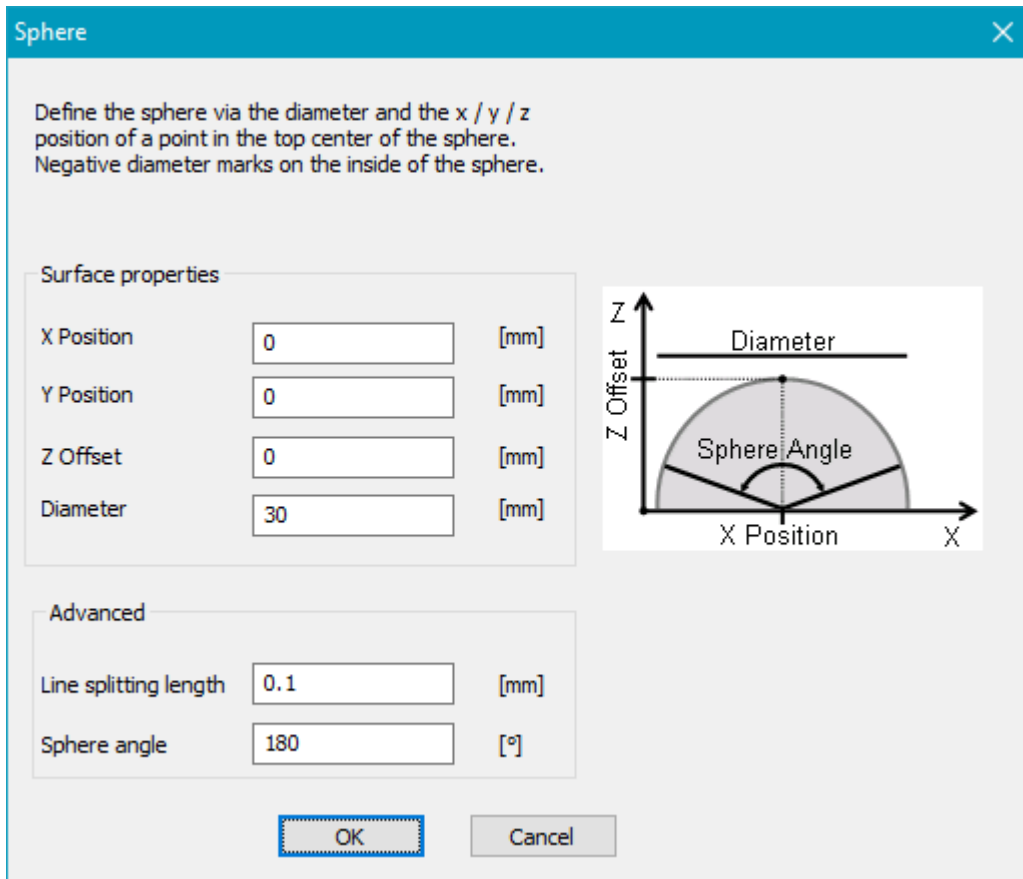 Sphere
Define the sphere via the diameter and the x / y / z
position of a point in the top center of the sphere.
Negative diameter marks on the inside of the sphere.
Surface properties
X Position 0 [mm]
Y Position 0 [mm]
Z Offset 0 [mm]
Diameter 30 [mm]
Z
Diameter
Z Offset
Sphere Angle
X Position X
Advanced
Line splitting length 0.1 [mm]
Sphere angle 180 [°]
OK Cancel